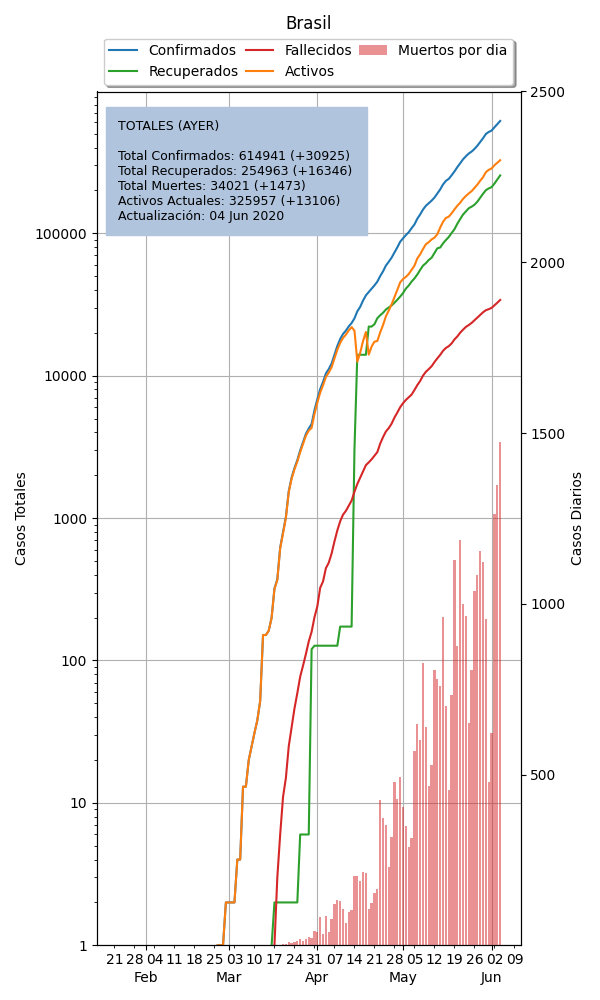 Brasil
Confirmados Fallecidos Muertos por dia
Recuperados Activos
TOTALES (AYER)
Total Confirmados: 614941 (+30925)
Total Recuperados: 254963 (+16346)
Total Muertes: 34021 (+1473)
Activos Actuales: 325957 (+13106)
Actualización: 04 Jun 2020
Casos Totales
100000
10000
1000
100
10
1
2500
2000
1500
1000
500
Casos Diarios
21 28 04 11 18 25 03 10 17 24 31 07 14 21 28 05 12 19 26 02 09
Feb Mar Apr May Jun